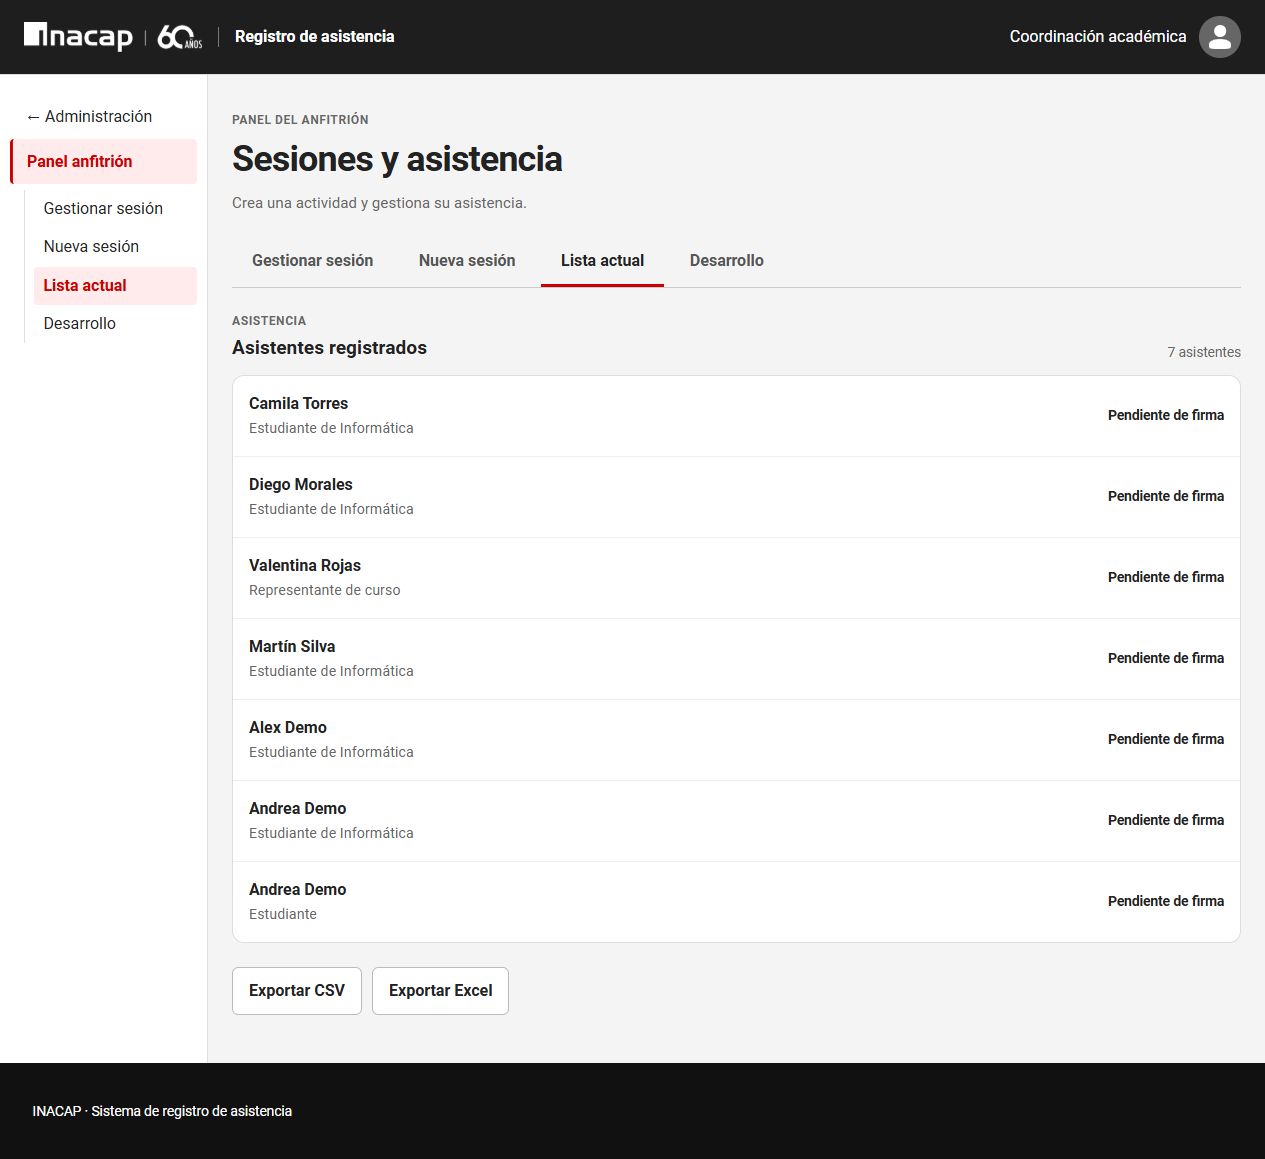 Inacap | 60 AÑOS
Registro de asistencia
Coordinación académica
← Administración
Panel anfitrión
Gestionar sesión
Nueva sesión
Lista actual
Desarrollo
PANEL DEL ANFITRIÓN
Sesiones y asistencia
Crea una actividad y gestiona su asistencia.
Gestionar sesión Nueva sesión Lista actual Desarrollo
ASISTENCIA
Asistentes registrados
7 asistentes
Camila Torres
Estudiante de Informática
Pendiente de firma
Diego Morales
Estudiante de Informática
Pendiente de firma
Valentina Rojas
Representante de curso
Pendiente de firma
Martín Silva
Estudiante de Informática
Pendiente de firma
Alex Demo
Estudiante de Informática
Pendiente de firma
Andrea Demo
Estudiante de Informática
Pendiente de firma
Andrea Demo
Estudiante
Pendiente de firma
Exportar CSV Exportar Excel
INACAP · Sistema de registro de asistencia